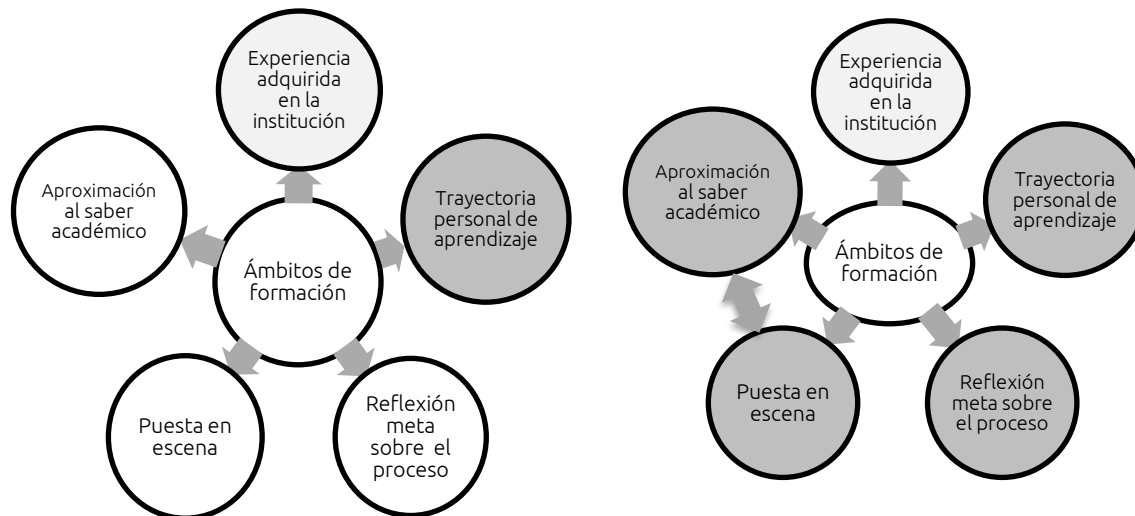 Experiencia
adquirida
en la
institución
Aproximación
al saber
académico
Trayectoria
personal de
aprendizaje
Ámbitos de
formación
Puesta en
escena
Reflexión
meta
sobre el
proceso
Experiencia
adquirida
en la
institución
Aproximación
al saber
académico
Trayectoria
personal de
aprendizaje
Ámbitos de
formación
Puesta en
escena
Reflexión
meta sobre
el proceso